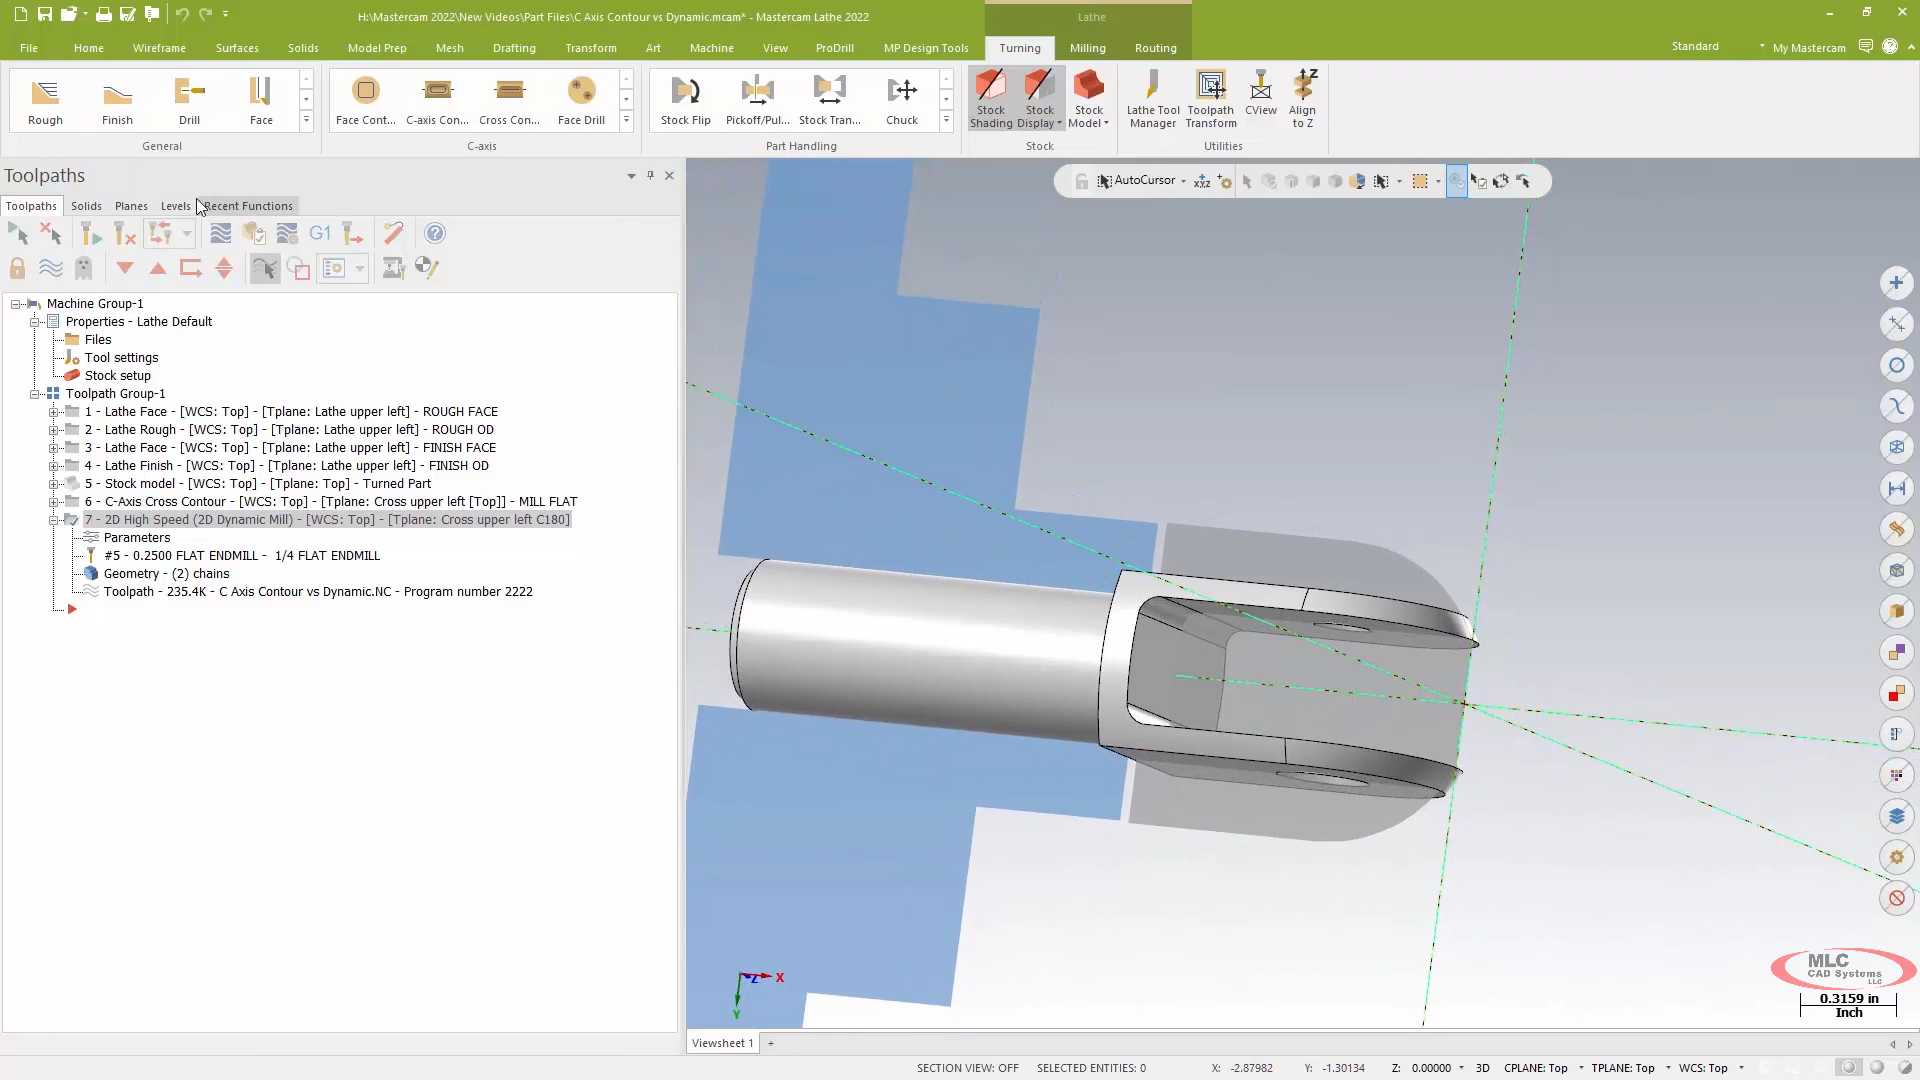 H:\Mastercam 2022\New Videos\Part Files\C Axis Contour vs Dynamic.mcam* - Mastercam Lathe 2022
Lathe
File Home Wireframe Surfaces Solids Model Prep Mesh Drafting Transform Art Machine View ProDrill MP Design Tools Turning Milling Routing
Standard My Mastercam
Rough Finish Drill Face
General
Face Cont... C-axis Con... Cross Con... Face Drill
C-axis
Stock Flip Pickoff/Pul... Stock Tran... Chuck
Part Handling
Stock Shading
Stock Display
Stock Model
Stock
Lathe Tool Manager
Toolpath Transform
CView
Align to Z
Utilities
Toolpaths
Toolpaths Solids Planes Levels Recent Functions
G1
AutoCursor
Machine Group-1
Properties - Lathe Default
Files
Tool settings
Stock setup
Toolpath Group-1
1 - Lathe Face - [WCS: Top] - [Tplane: Lathe upper left] - ROUGH FACE
2 - Lathe Rough - [WCS: Top] - [Tplane: Lathe upper left] - ROUGH OD
3 - Lathe Face - [WCS: Top] - [Tplane: Lathe upper left] - FINISH FACE
4 - Lathe Finish - [WCS: Top] - [Tplane: Lathe upper left] - FINISH OD
5 - Stock model - [WCS: Top] - [Tplane: Top] - Turned Part
6 - C-Axis Cross Contour - [WCS: Top] - [Tplane: Cross upper left [Top]] - MILL FLAT
7 - 2D High Speed (2D Dynamic Mill) - [WCS: Top] - [Tplane: Cross upper left C180]
Parameters
#5 - 0.2500 FLAT ENDMILL - 1/4 FLAT ENDMILL
Geometry - (2) chains
Toolpath - 235.4K - C Axis Contour vs Dynamic.NC - Program number 2222
Z X
Y
MLC
CAD Systems
LLC
0.3159 in
Inch
Viewsheet 1 +
SECTION VIEW: OFF SELECTED ENTITIES: 0 X: -2.87982 Y: -1.30134 Z: 0.00000 3D CPLANE: Top TPLANE: Top WCS: Top